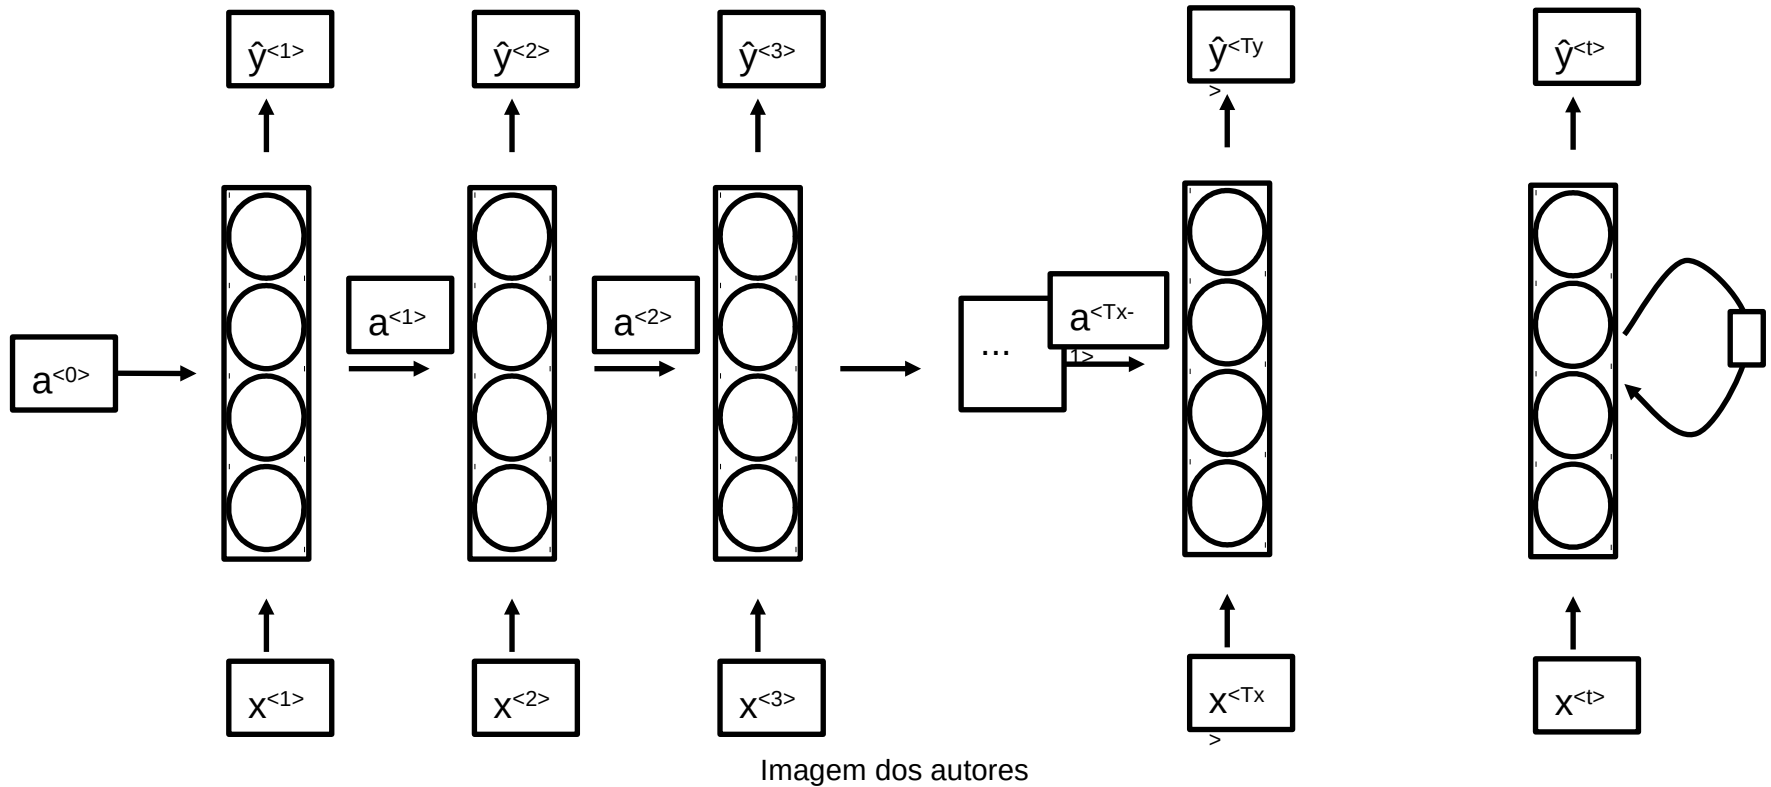 ŷ<1>
ŷ<2>
ŷ<3>
ŷ<Ty
>
ŷ<t>
a<0>
a<1>
a<2>
...
a<Tx-
1>
x<1>
x<2>
x<3>
x<Tx
>
x<t>
Imagem dos autores